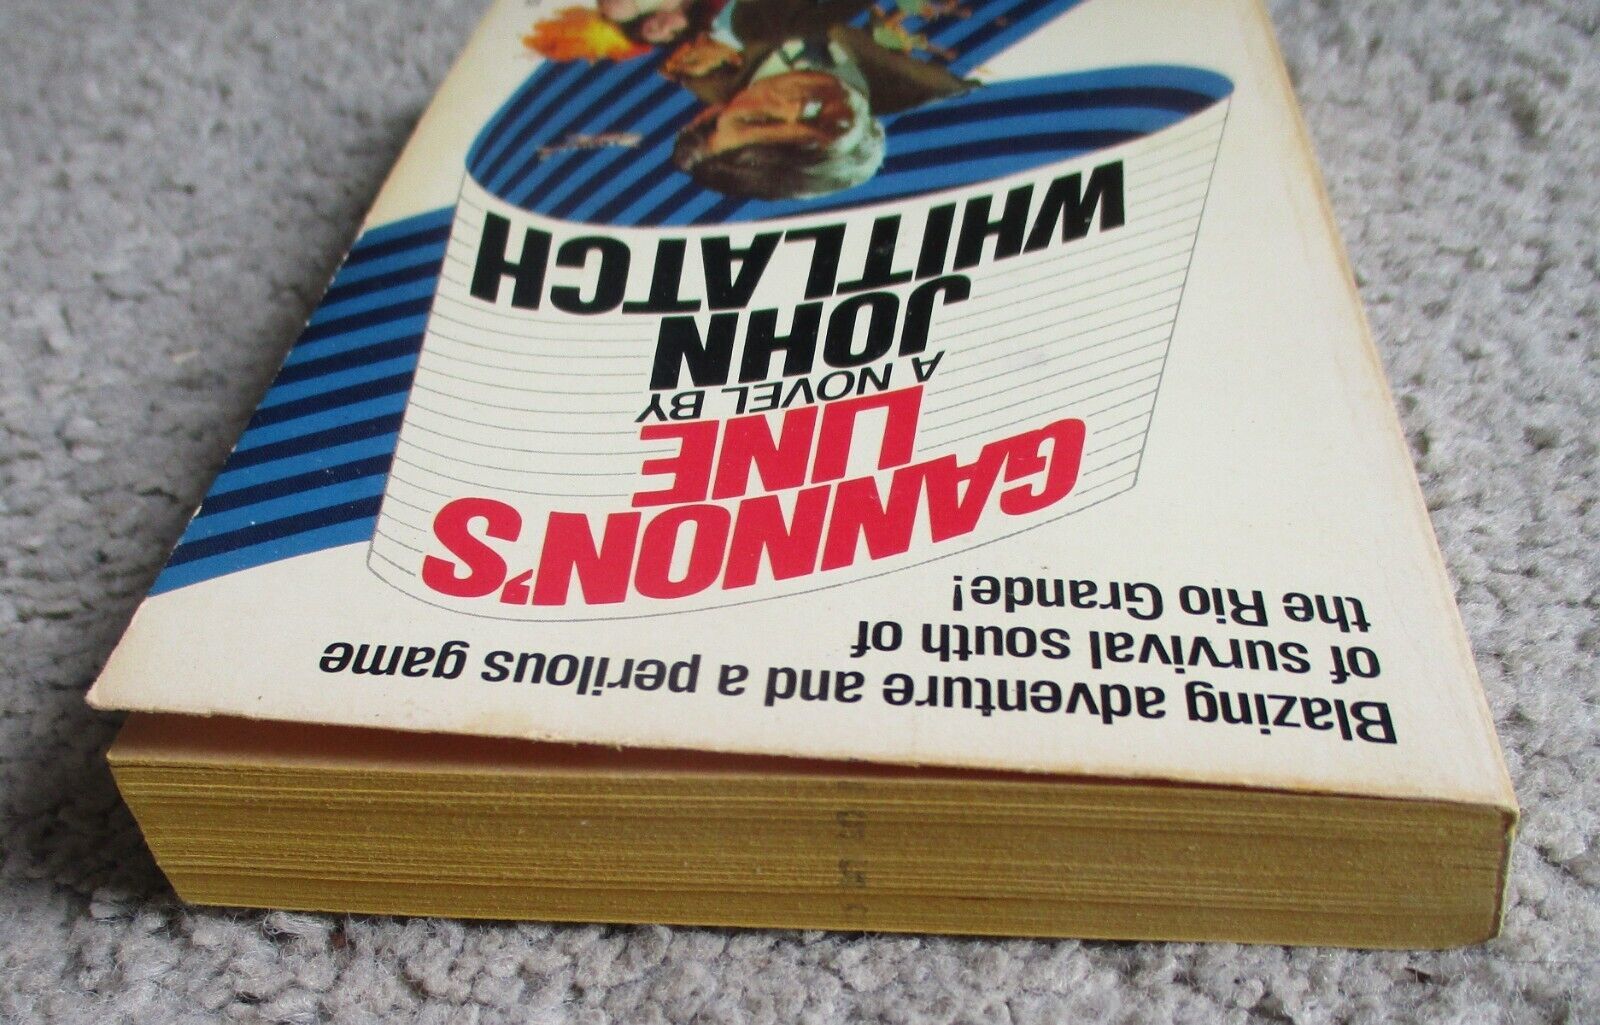 Blazing adventure and a perilous game
of survival south of
the Rio Grande!
GANNON'S
LINE
A NOVEL BY
JOHN
WHITLATCH